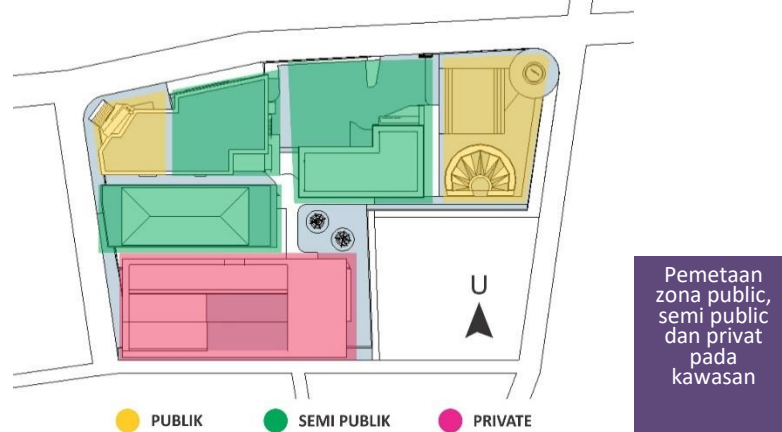 U
Pemetaan
zona public,
semi public
dan privat
pada
kawasan
PUBLIK
SEMI PUBLIK
PRIVATE